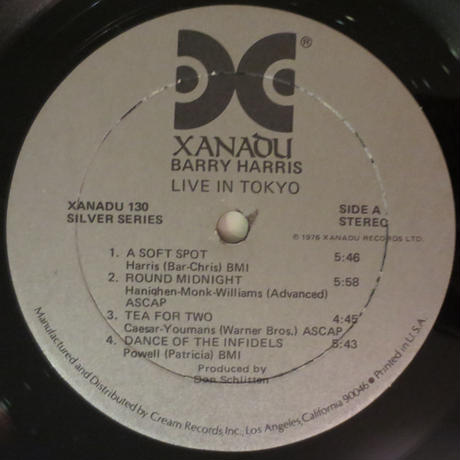 ®
XANADU
BARRY HARRIS
LIVE IN TOKYO
XANADU 130
SILVER SERIES
SIDE A
STEREO
© 1976 XANADU RECORDS LTD.
1. A SOFT SPOT 5:46
Harris (Bar-Chris) BMI
2. ROUND MIDNIGHT 5:58
Hanighen-Monk-Williams (Advanced)
ASCAP
3. TEA FOR TWO 4:45
Caesar-Youmans (Warner Bros.) ASCAP
4. DANCE OF THE INFIDELS 5:43
Powell (Patricia) BMI
Produced by
Don Schlitten
Manufactured and Distributed by Cream Records Inc., Los Angeles, California 90046 • Printed in U.S.A.